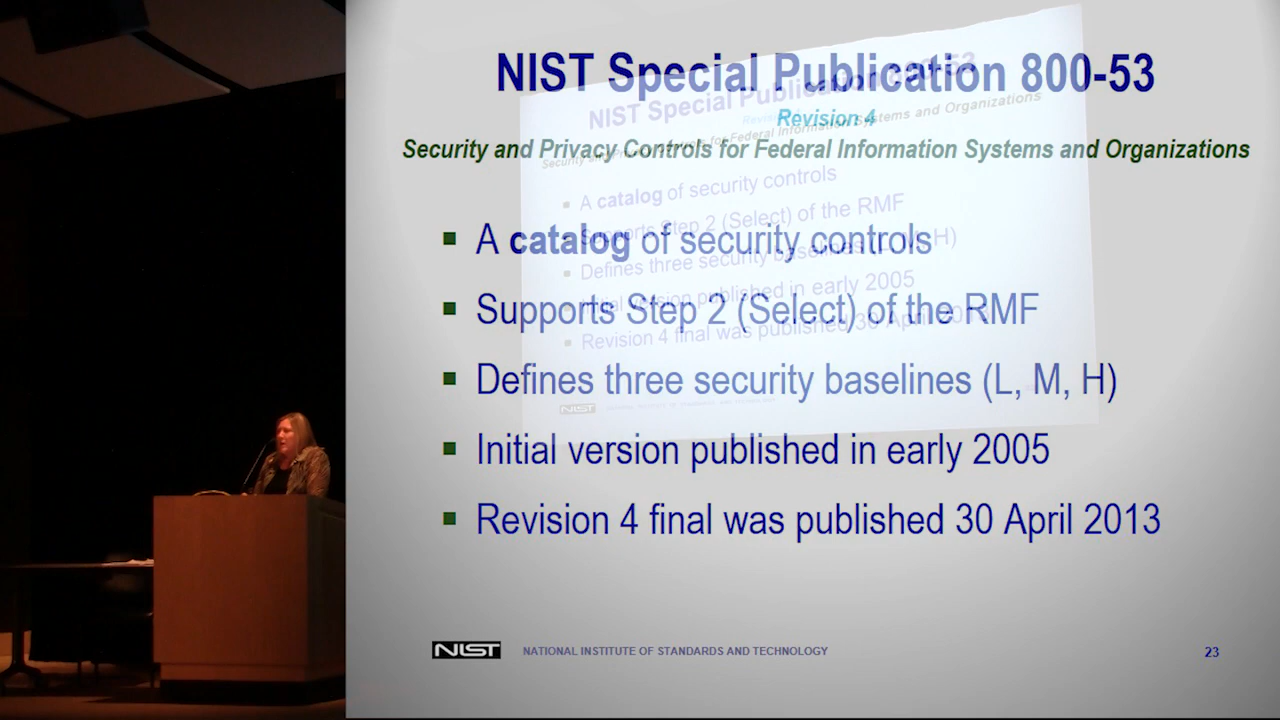 NIST Special Publication 800-53
Revision 4
Security and Privacy Controls for Federal Information Systems and Organizations
▪ A catalog of security controls
▪ Supports Step 2 (Select) of the RMF
▪ Defines three security baselines (L, M, H)
▪ Initial version published in early 2005
▪ Revision 4 final was published 30 April 2013
NIST NATIONAL INSTITUTE OF STANDARDS AND TECHNOLOGY 23